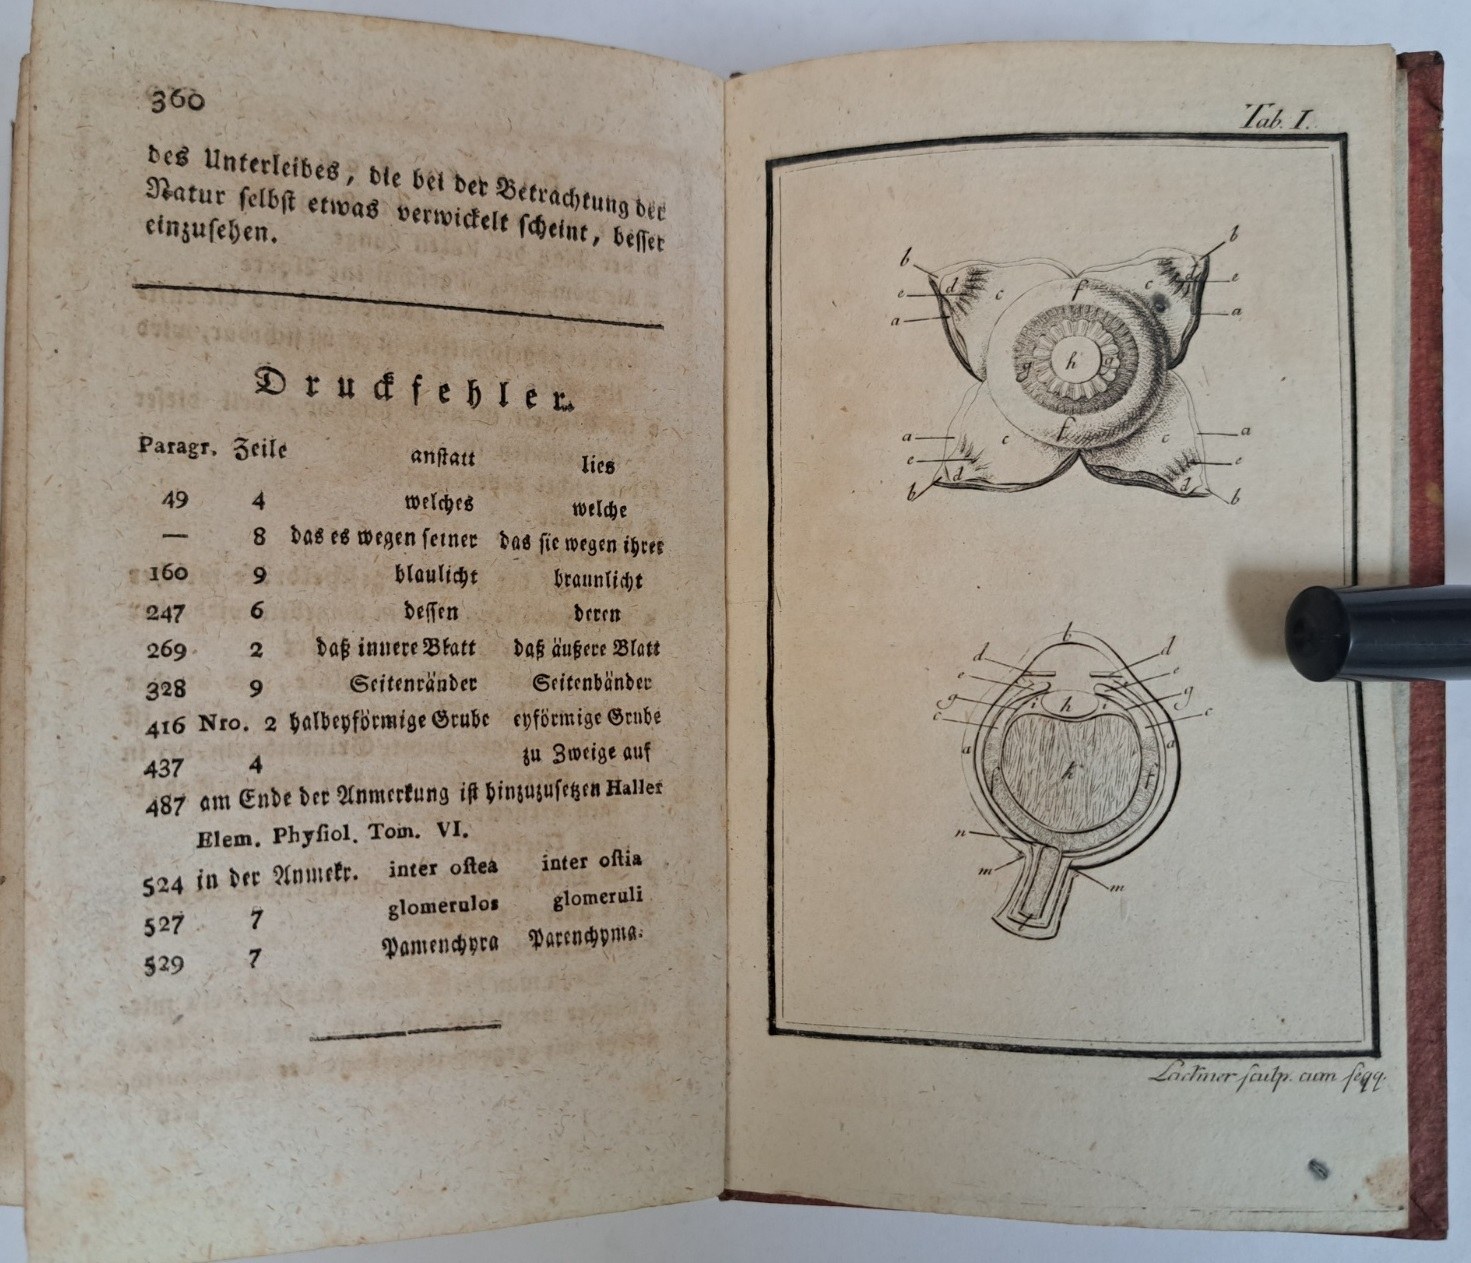 360
des Unterleibes, die bei der Betrachtung der
Natur selbst etwas verwickelt scheint, besser
einzusehen.
Druckfehler.
Paragr. Zeile anstatt lies
49 4 welches welche
— 8 das es wegen seiner das sie wegen ihrer
160 9 blaulicht braunlicht
247 6 dessen deren
269 2 daß innere Blatt daß äußere Blatt
328 9 Seitenränder Seitenbänder
416 Nro. 2 halbeyförmige Grube eyförmige Grube
437 4 zu Zweige auf
487 am Ende der Anmerkung ist hinzuzusetzen Haller
Elem. Physiol. Tom. VI.
524 in der Anmekr. inter ostea inter ostia
527 7 glomerulos glomeruli
529 7 Pamenchyra Parenchyma.
Tab. I.
b b
e d c f c d e
a a
g h g
a c f c a
e e
b d d b
b
d d
e e
g i h i g
c c
a a
k
n
m m
l
sculp. cum seqq.